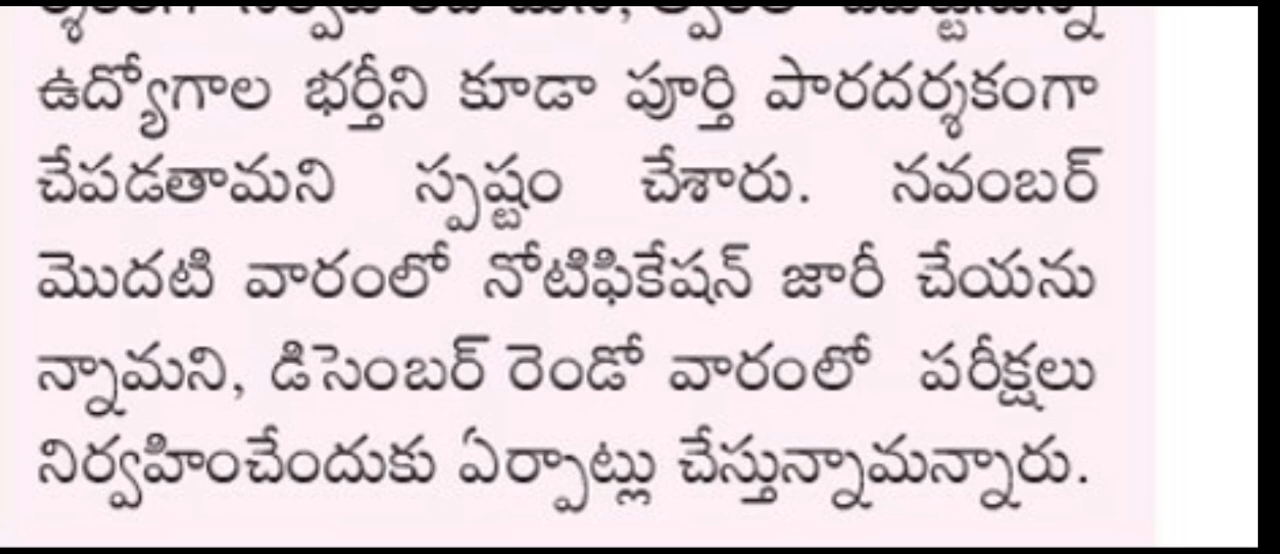 ఉద్యోగాల భర్తీని కూడా పూర్తి పారదర్శకంగా
చేపడతామని స్పష్టం చేశారు. నవంబర్
మొదటి వారంలో నోటిఫికేషన్ జారీ చేయను
న్నామని, డిసెంబర్ రెండో వారంలో పరీక్షలు
నిర్వహించేందుకు ఏర్పాట్లు చేస్తున్నామన్నారు.